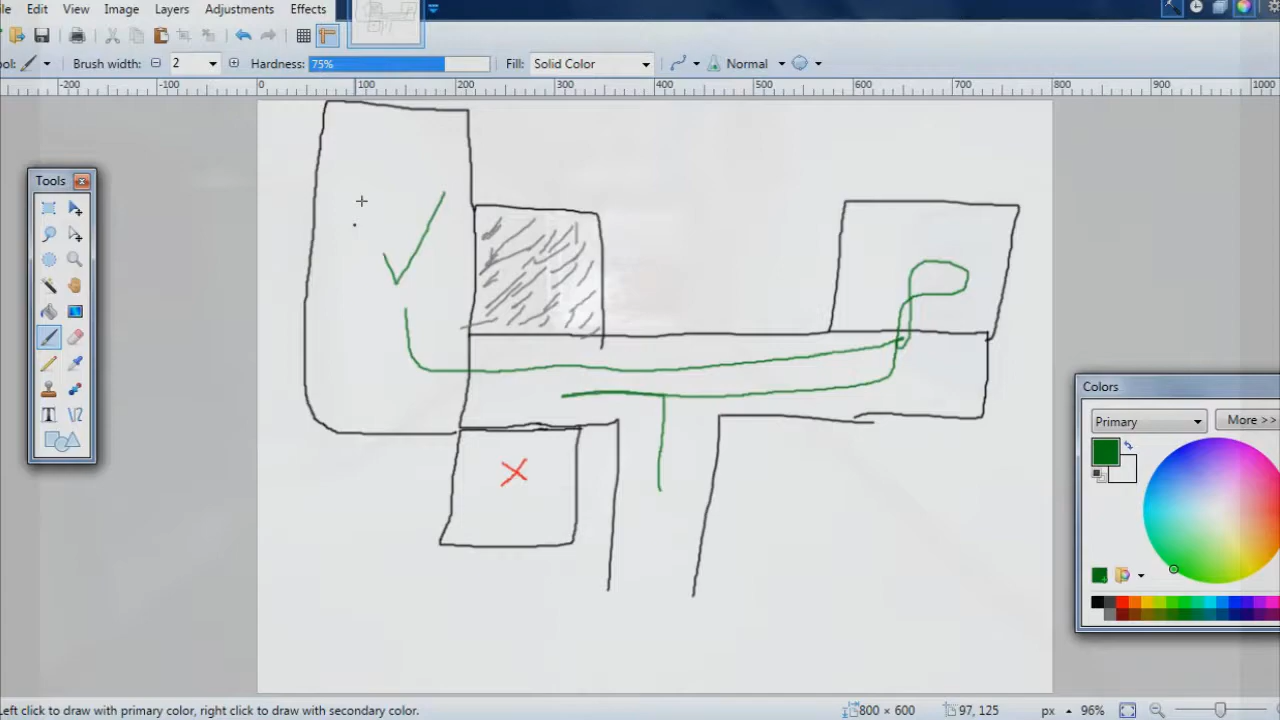 le Edit View Image Layers Adjustments Effects
ol: Brush width: 2 Hardness: 75% Fill: Solid Color Normal
-200 -100 0 100 200 300 400 500 600 700 800 900 1000
Tools
Colors
Primary More >>
Left click to draw with primary color, right click to draw with secondary color. 800 × 600 97, 125 px 96%